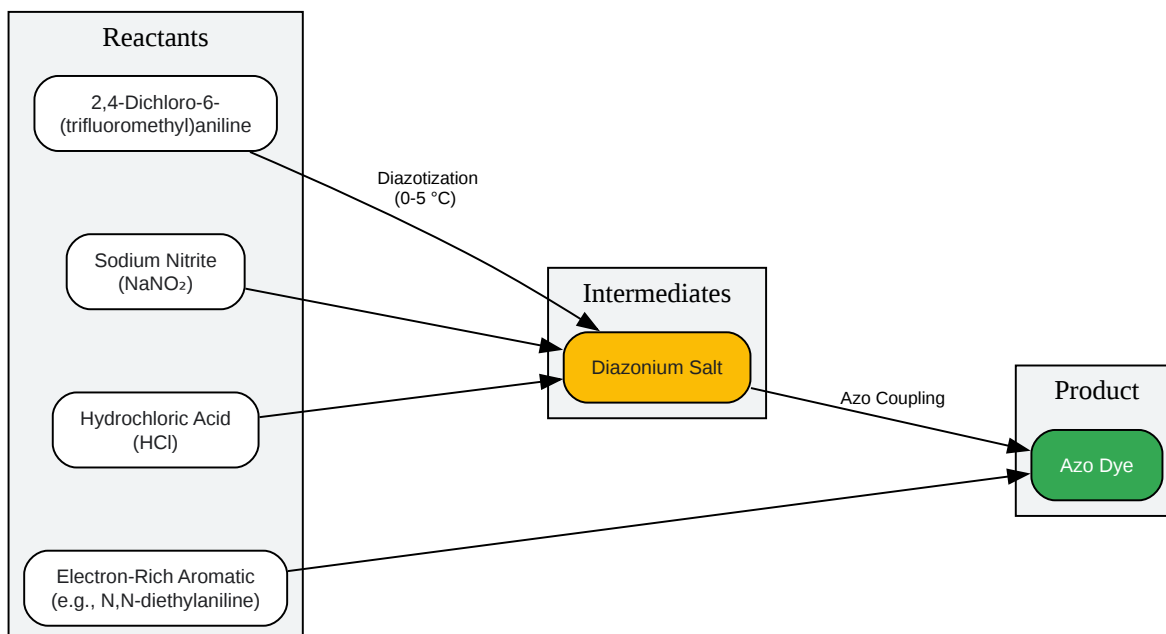 Reactants
2,4-Dichloro-6-
(trifluoromethyl)aniline
Diazotization
(0-5 °C)
Sodium Nitrite
(NaNO₂)
Intermediates
Diazonium Salt
Hydrochloric Acid
(HCl)
Azo Coupling
Product
Azo Dye
Electron-Rich Aromatic
(e.g., N,N-diethylaniline)